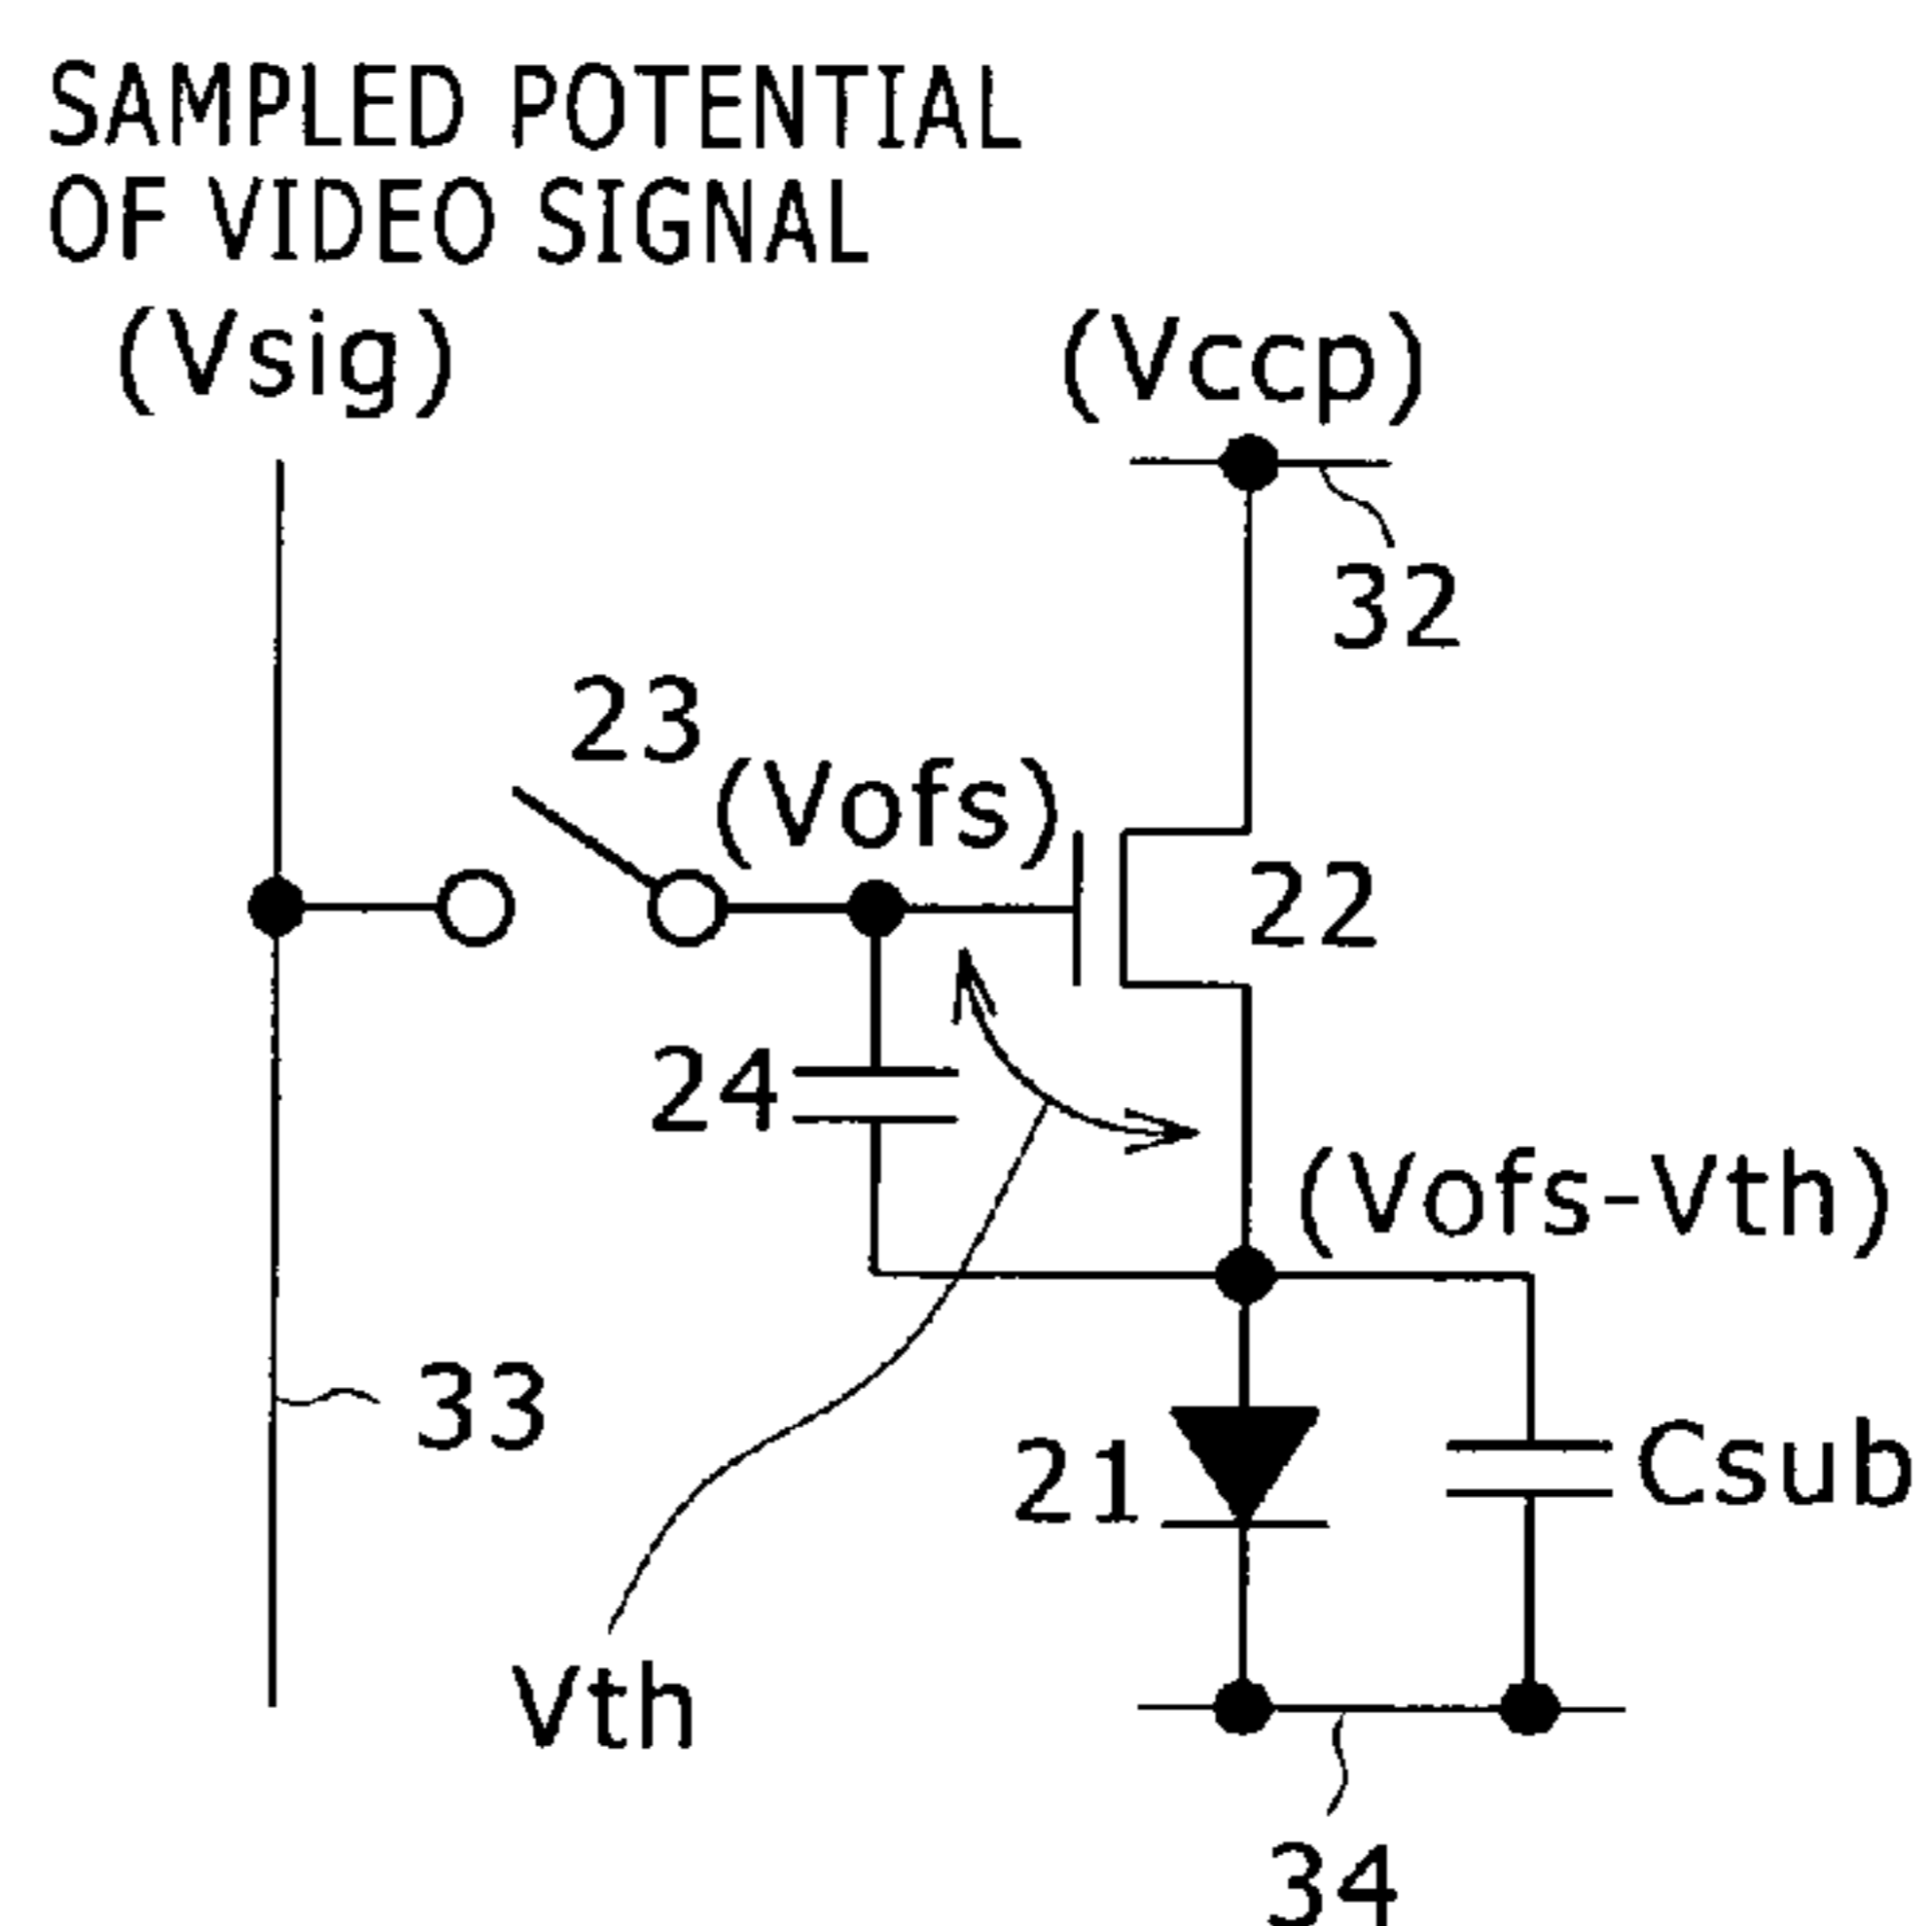 SAMPLED POTENTIAL
OF VIDEO SIGNAL
(Vsig)
(Vccp)
32
23
(Vofs)
22
24
(Vofs-Vth)
33
21
Csub
Vth
34